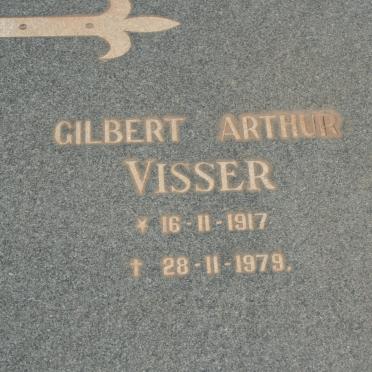 GILBERT ARTHUR
VISSER
* 16-11-1917
† 28-11-1979.